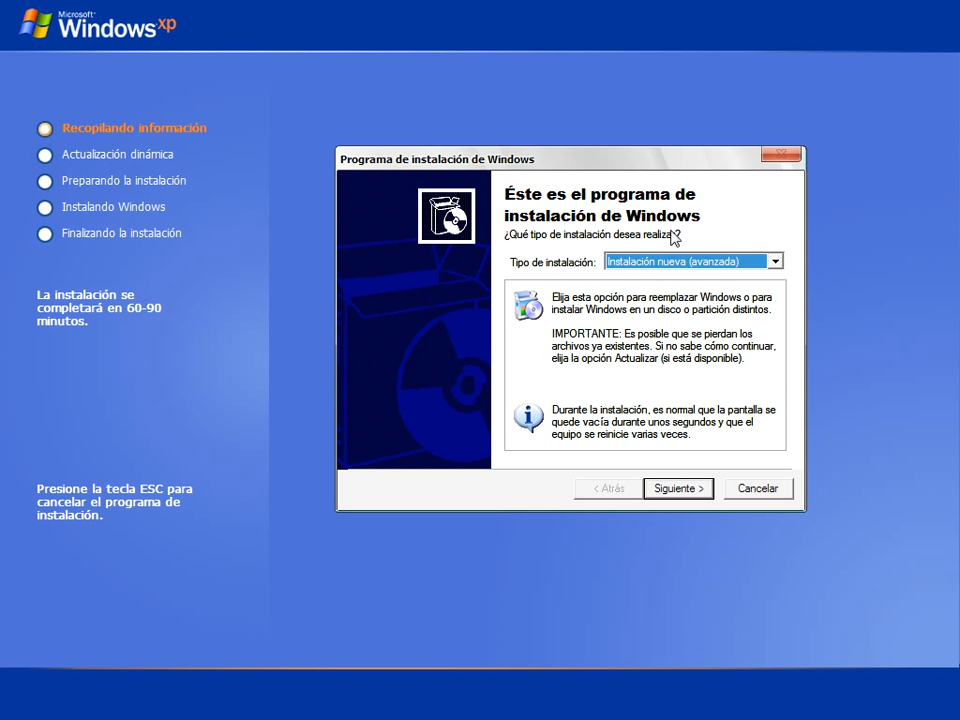 Microsoft
Windows xp
Recopilando información
Actualización dinámica
Preparando la instalación
Instalando Windows
Finalizando la instalación
La instalación se
completará en 60-90
minutos.
Presione la tecla ESC para
cancelar el programa de
instalación.
Programa de instalación de Windows
Éste es el programa de
instalación de Windows
¿Qué tipo de instalación desea realizar?
Tipo de instalación: Instalación nueva (avanzada)
Elija esta opción para reemplazar Windows o para
instalar Windows en un disco o partición distintos.
IMPORTANTE: Es posible que se pierdan los
archivos ya existentes. Si no sabe cómo continuar,
elija la opción Actualizar (si está disponible).
Durante la instalación, es normal que la pantalla se
quede vacía durante unos segundos y que el
equipo se reinicie varias veces.
< Atrás Siguiente > Cancelar